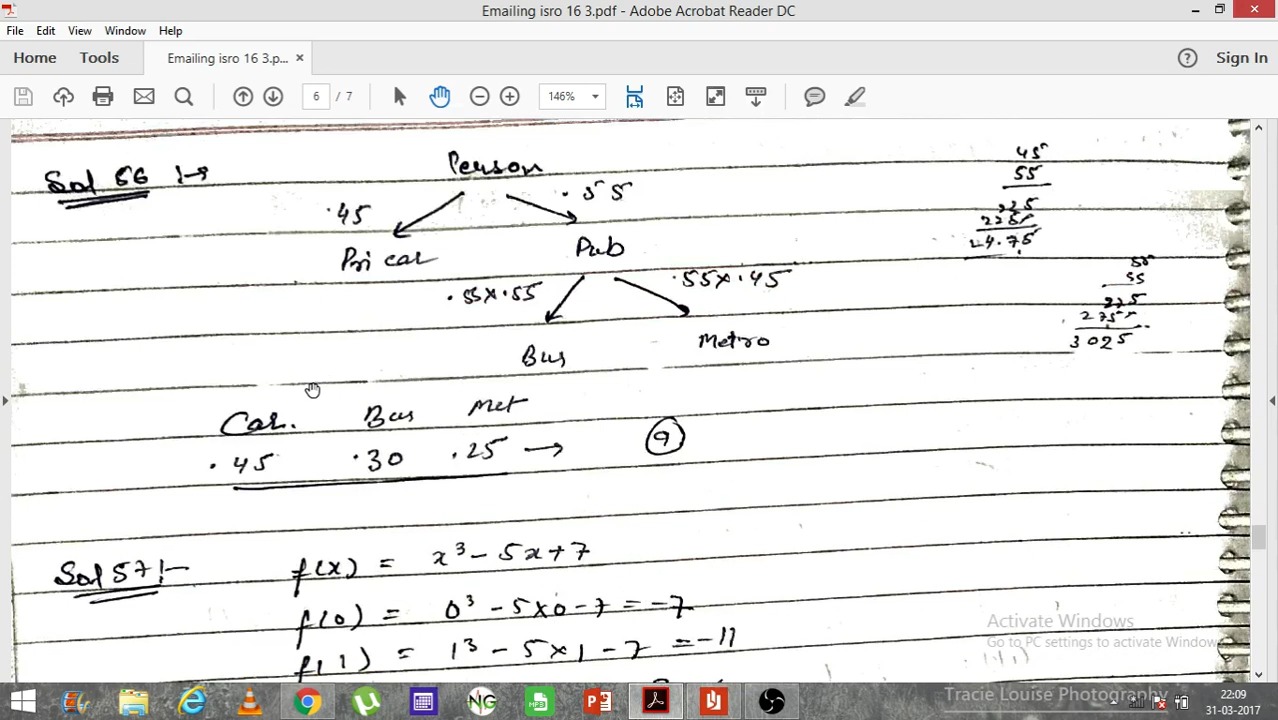 Emailing isro 16 3.pdf - Adobe Acrobat Reader DC
File Edit View Window Help
Home Tools Emailing isro 16 3.p... × Sign In
6 / 7 146%
Sol 56 :→ Person
.45 .55
Pri car Pub
.55×.55 .55×.45
Bus Metro
45
55
225
225
24.75
55
55
3025
Car. Bus Met
.45 .30 .25 → (a)
Sol 57 :- f(x) = x³ - 5x + 7
f(0) = 0³ - 5×0 - 7 = -7
f(1) = 1³ - 5×1 - 7 = -11
Activate Windows
Go to PC settings to activate Windows.
Tracie Louise Photography
22:09
31-03-2017